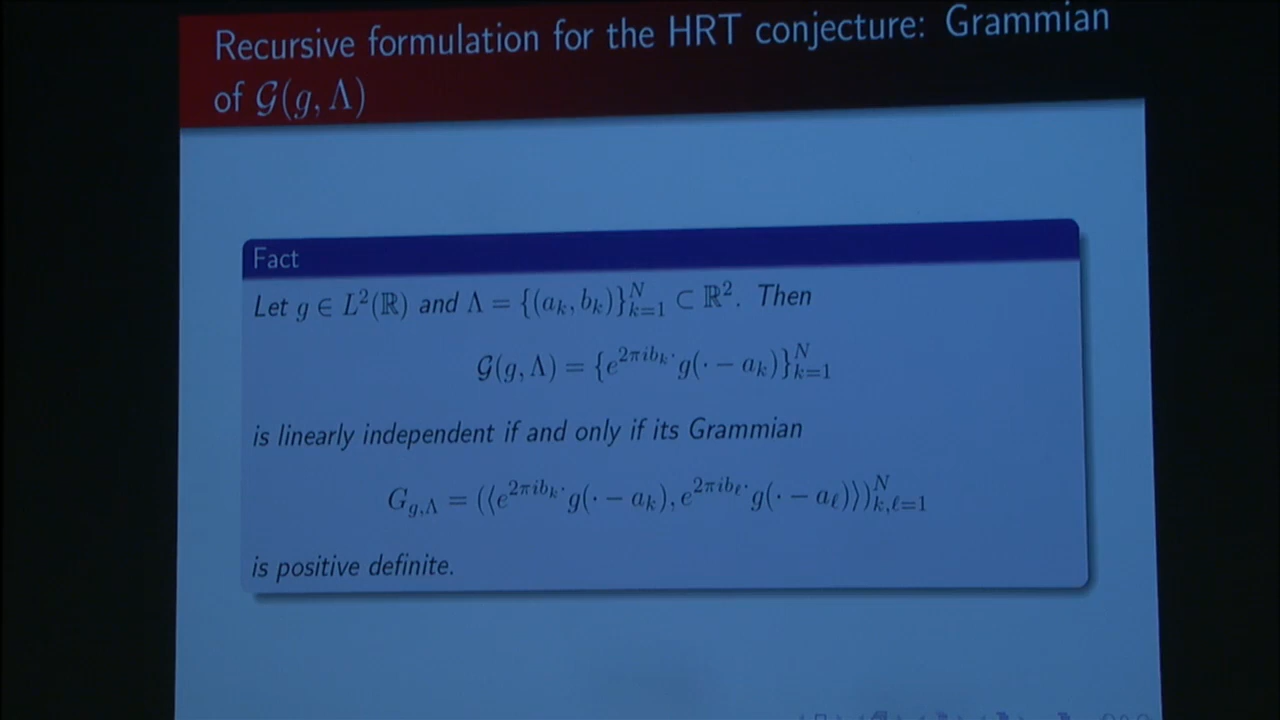 Recursive formulation for the HRT conjecture: Grammian
of 𝒢(g, Λ)
Fact
Let g ∈ L²(ℝ) and Λ = {(a_k, b_k)}_{k=1}^N ⊂ ℝ². Then
𝒢(g, Λ) = {e^{2πib_k·} g(· − a_k)}_{k=1}^N
is linearly independent if and only if its Grammian
G_{g,Λ} = (⟨e^{2πib_k·} g(· − a_k), e^{2πib_ℓ·} g(· − a_ℓ)⟩)_{k,ℓ=1}^N
is positive definite.